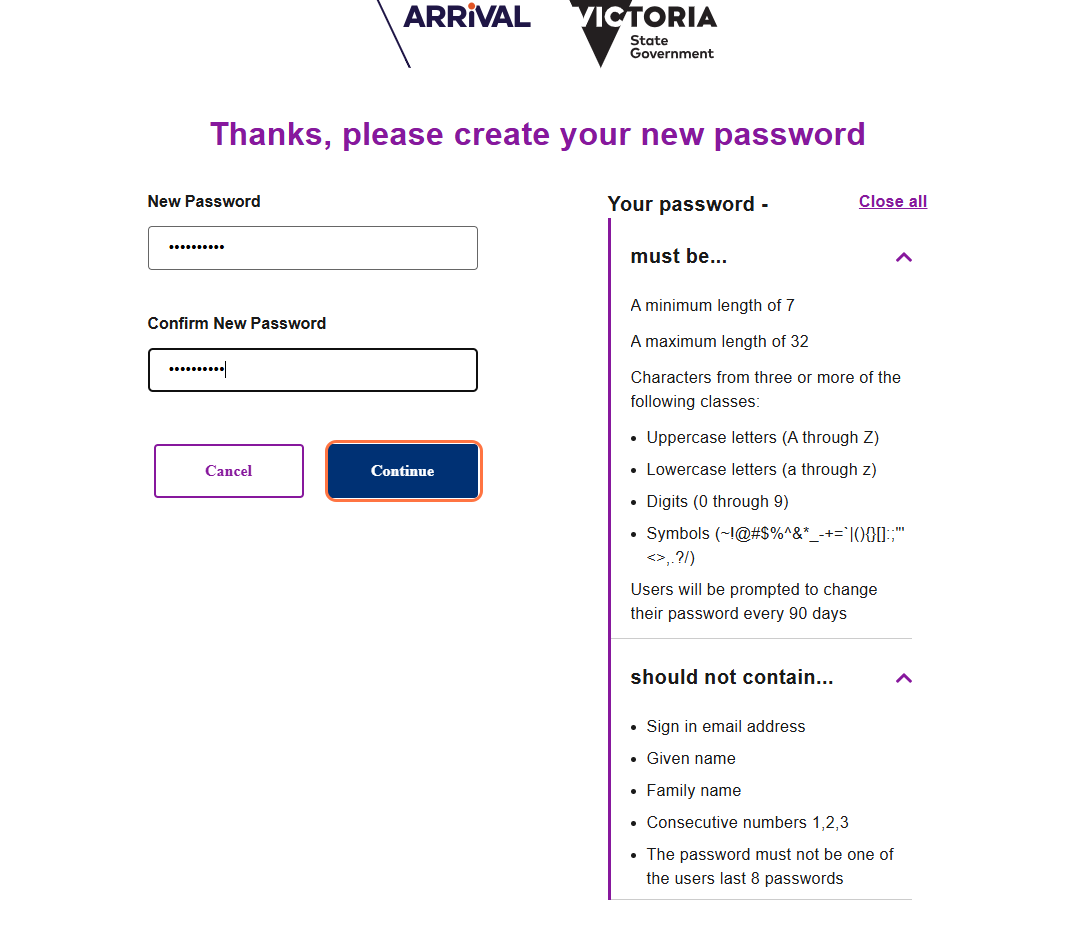 ARRiVAL
VICTORIA
State
Government
Thanks, please create your new password
New Password
••••••••••
Confirm New Password
••••••••••
Cancel
Continue
Your password -
Close all
must be...
A minimum length of 7
A maximum length of 32
Characters from three or more of the
following classes:
• Uppercase letters (A through Z)
• Lowercase letters (a through z)
• Digits (0 through 9)
• Symbols (~!@#$%^&*_-+=`|(){}[]:;"'
<>,.?/)
Users will be prompted to change
their password every 90 days
should not contain...
• Sign in email address
• Given name
• Family name
• Consecutive numbers 1,2,3
• The password must not be one of
the users last 8 passwords